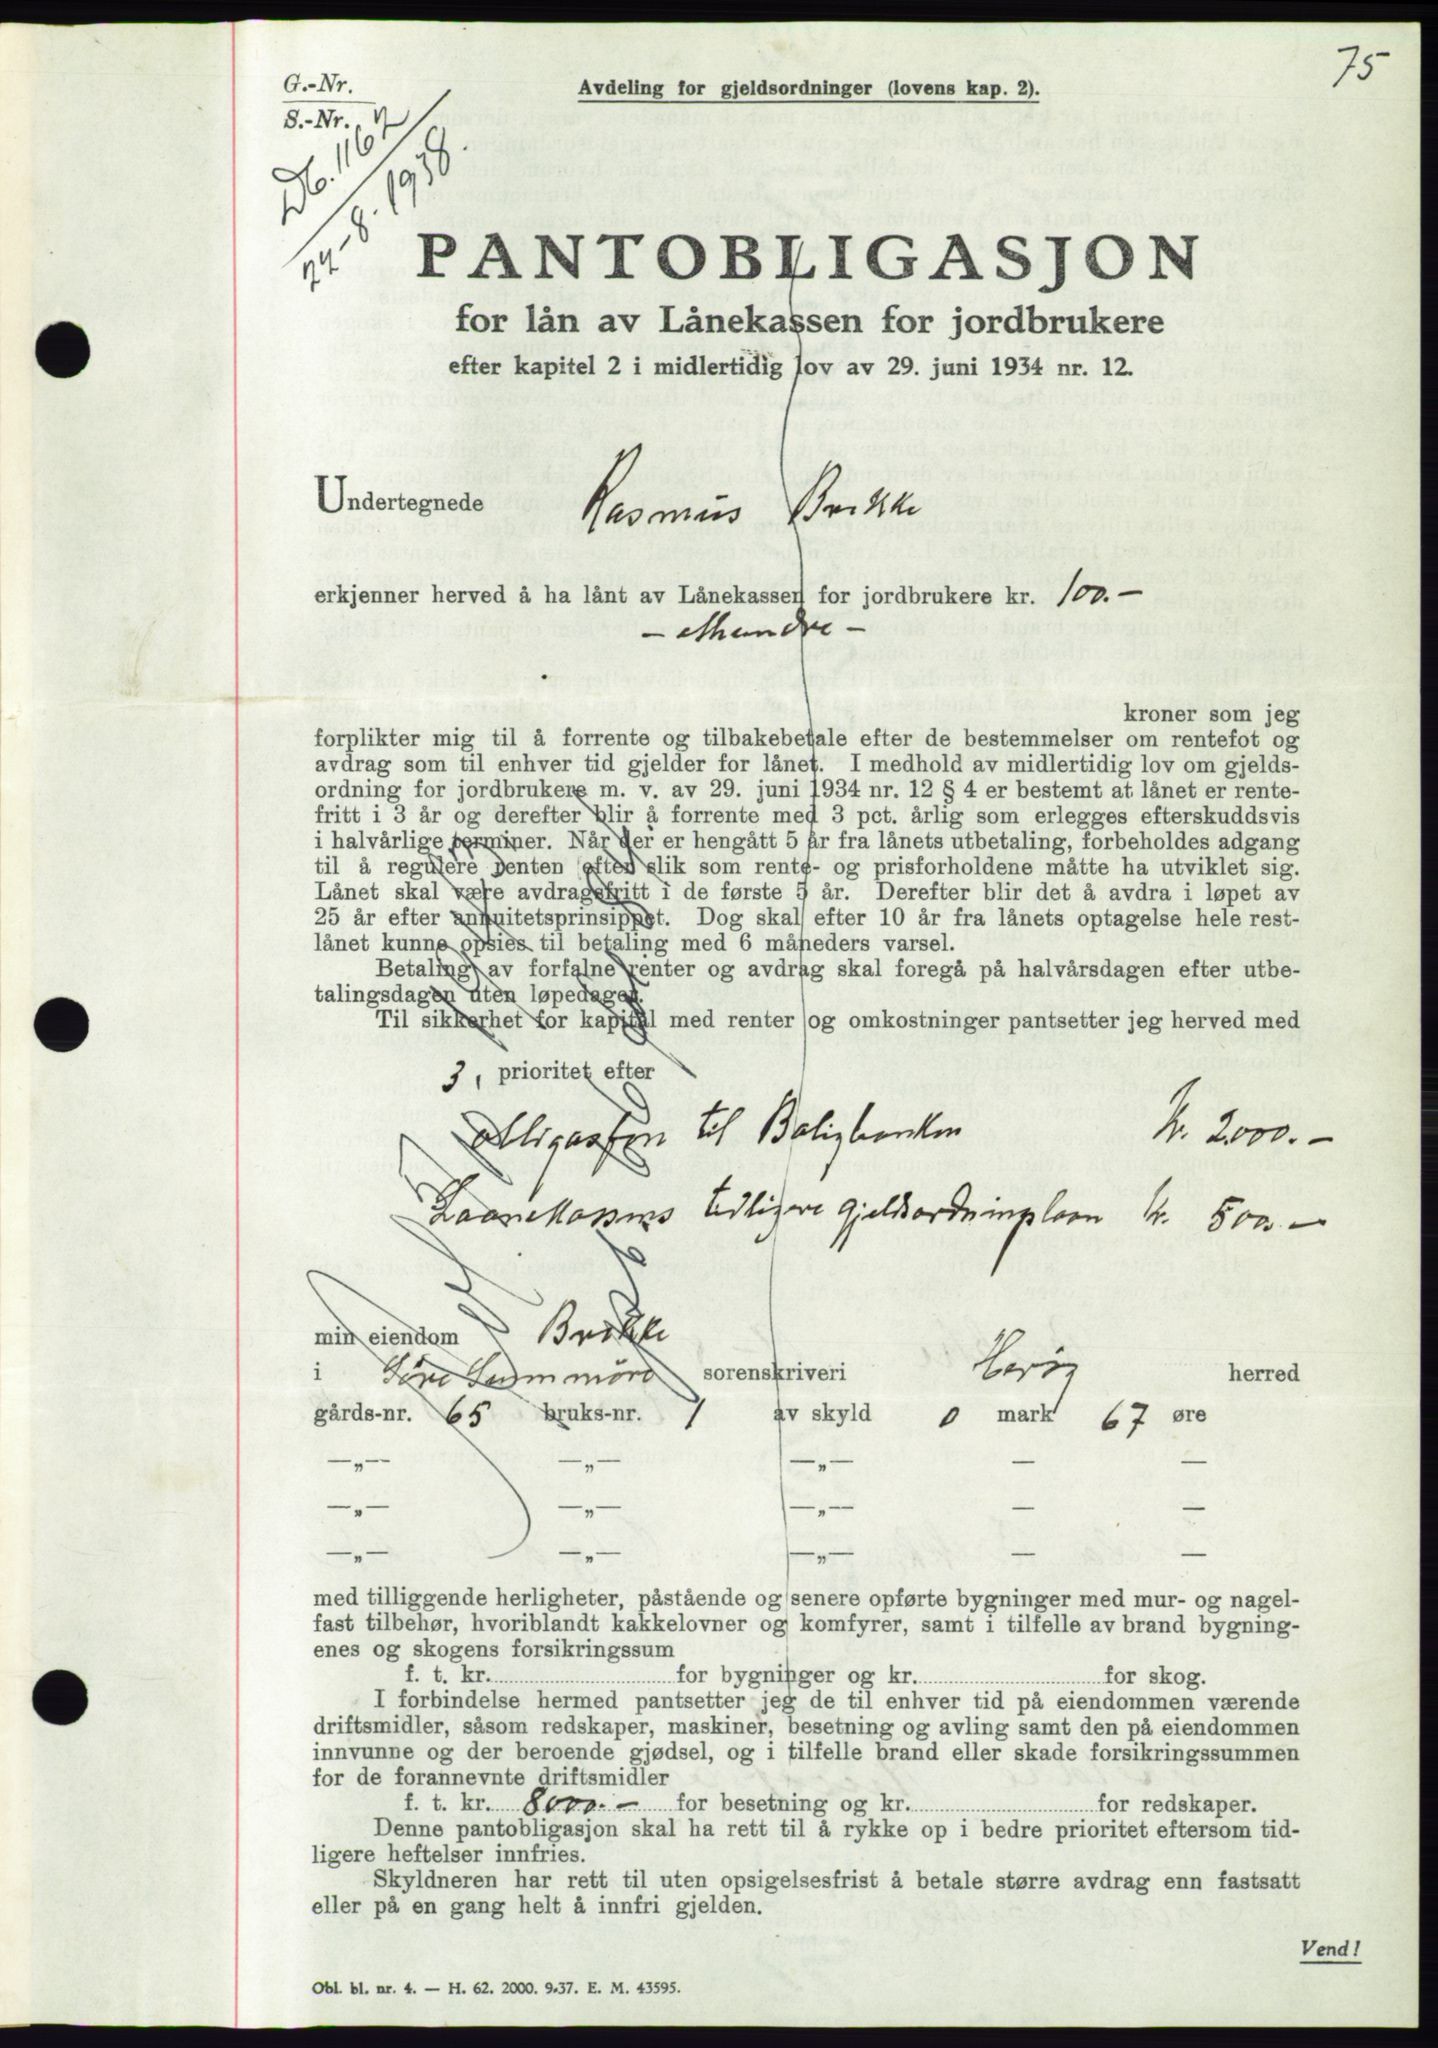 75
G.-Nr.
Avdeling for gjeldsordninger (lovens kap. 2).
S.-Nr.
Db. 1162
22-8.1938.
PANTOBLIGASJON
for lån av Lånekassen for jordbrukere
efter kapitel 2 i midlertidig lov av 29. juni 1934 nr. 12.
Undertegnede Rasmus Brekke
erkjenner herved å ha lånt av Lånekassen for jordbrukere kr. 100.-
- etthundre -
kroner som jeg
forplikter mig til å forrente og tilbakebetale efter de bestemmelser om rentefot og
avdrag som til enhver tid gjelder for lånet. I medhold av midlertidig lov om gjelds-
ordning for jordbrukere m. v. av 29. juni 1934 nr. 12 § 4 er bestemt at lånet er rente-
fritt i 3 år og derefter blir å forrente med 3 pct. årlig som erlegges efterskuddsvis
i halvårlige terminer. Når der er hengått 5 år fra lånets utbetaling, forbeholdes adgang
til å regulere renten efter slik som rente- og prisforholdene måtte ha utviklet sig.
Lånet skal være avdragsfritt i de første 5 år. Derefter blir det å avdra i løpet av
25 år efter annuitetsprinsippet. Dog skal efter 10 år fra lånets optagelse hele rest-
lånet kunne opsies til betaling med 6 måneders varsel.
Betaling av forfalne renter og avdrag skal foregå på halvårsdagen efter utbe-
talingsdagen uten løpedager.
Til sikkerhet for kapital med renter og omkostninger pantsetter jeg herved med
3. prioritet efter
obligasjon til Boligbanken kr. 2.000.-
Laanekassens tidligere gjeldsordningslaan kr. 500.-
min eiendom Brekke
i Söre Sunnmöre sorenskriveri Heröy herred
gårds-nr. 65 bruks-nr. 1 av skyld 0 mark 67 øre
—„— —„— —„— — —
—„— —„— —„— — —
—„— —„— —„— — —
med tilliggende herligheter, påstående og senere opførte bygninger med mur- og nagel-
fast tilbehør, hvoriblandt kakkelovner og komfyrer, samt i tilfelle av brand bygning-
enes og skogens forsikringssum
f. t. kr. for bygninger og kr. for skog.
I forbindelse hermed pantsetter jeg de til enhver tid på eiendommen værende
driftsmidler, såsom redskaper, maskiner, besetning og avling samt den på eiendommen
innvunne og der beroende gjødsel, og i tilfelle brand eller skade forsikringssummen
for de forannevnte driftsmidler
f. t. kr. 8000.- for besetning og kr. for redskaper.
Denne pantobligasjon skal ha rett til å rykke op i bedre prioritet eftersom tid-
ligere heftelser innfries.
Skyldneren har rett til uten opsigelsesfrist å betale større avdrag enn fastsatt
eller på en gang helt å innfri gjelden.
Vend!
Obl. bl. nr. 4. — H. 62. 2000. 9-37. E. M. 43595.